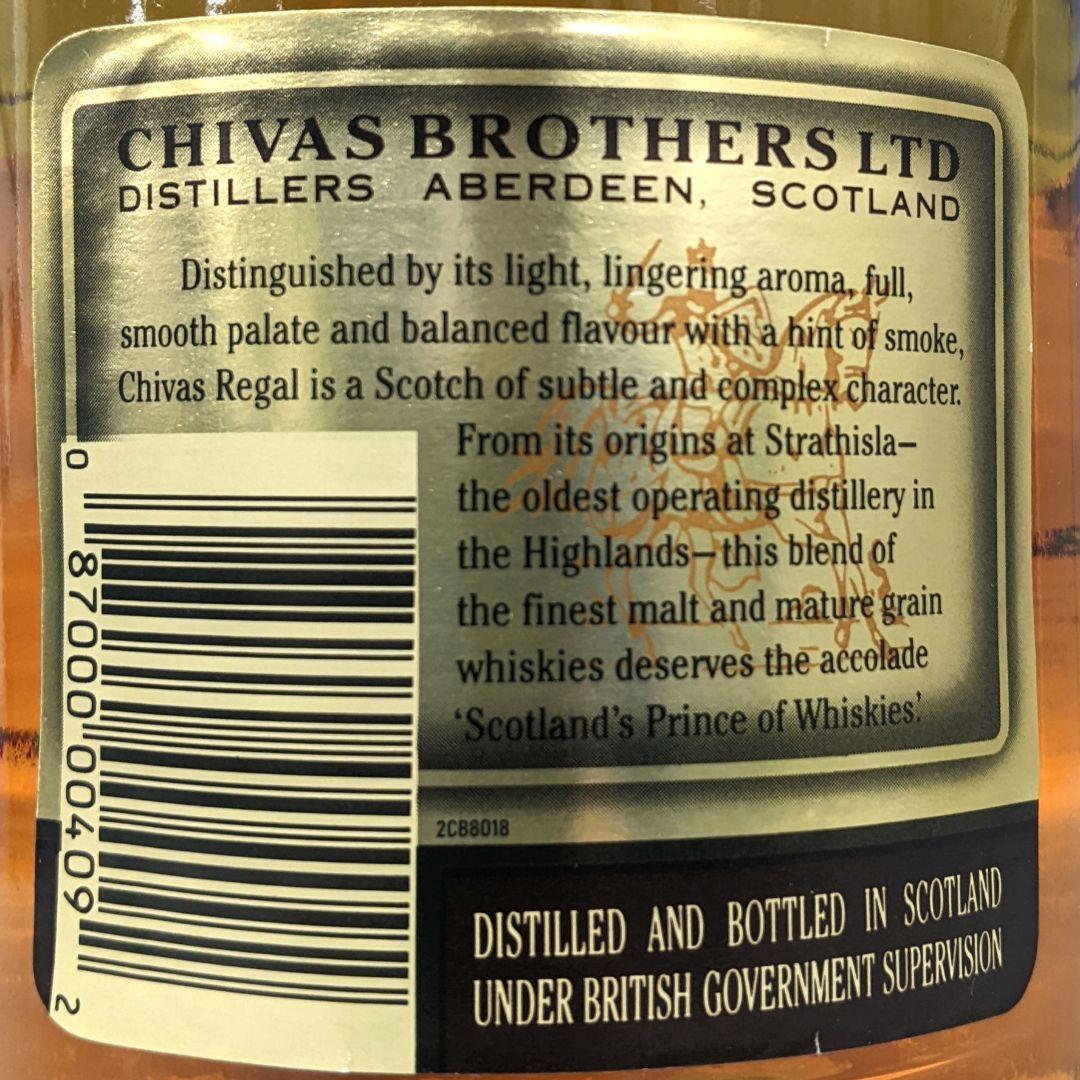 CHIVAS BROTHERS LTD
DISTILLERS ABERDEEN, SCOTLAND
Distinguished by its light, lingering aroma, full,
smooth palate and balanced flavour with a hint of smoke,
Chivas Regal is a Scotch of subtle and complex character.
From its origins at Strathisla–
the oldest operating distillery in
the Highlands–this blend of
the finest malt and mature grain
whiskies deserves the accolade
‘Scotland’s Prince of Whiskies.’
0 87000 00409 2
2CB8018
DISTILLED AND BOTTLED IN SCOTLAND
UNDER BRITISH GOVERNMENT SUPERVISION